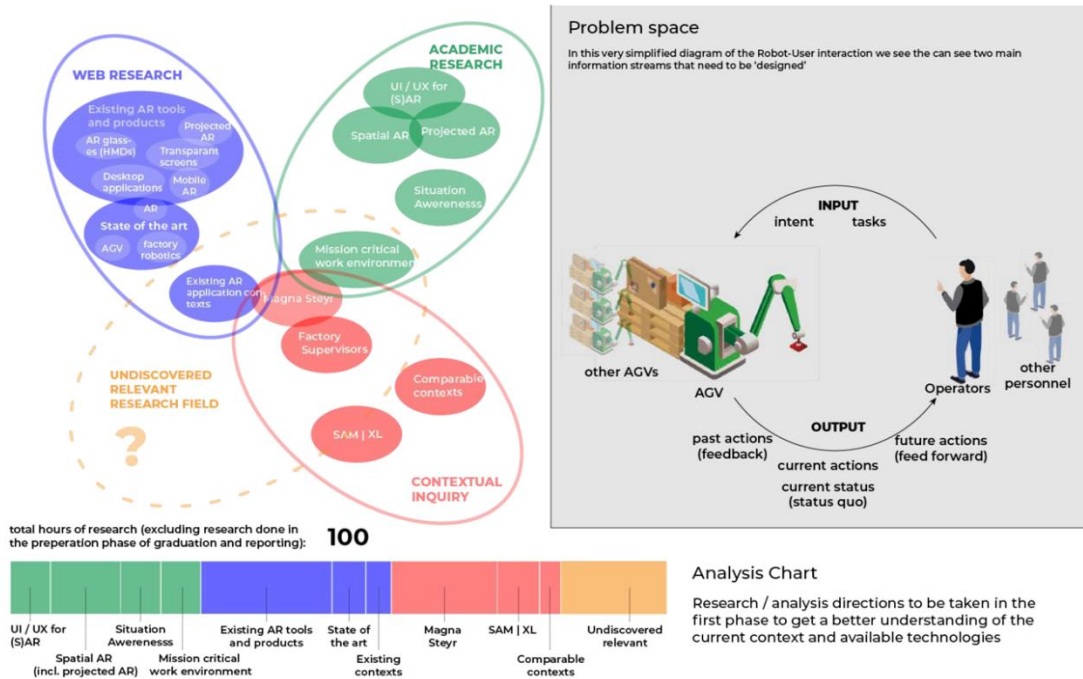 WEB RESEARCH
Existing AR tools
and products
Projected
AR
AR glass-
es (HMDs)
Transparant
screens
Desktop
applications
Mobile
AR
AR
State of the art
AGV
factory
robotics
Existing AR
application con
texts
ACADEMIC
RESEARCH
UI / UX for
(S)AR
Spatial AR
Projected AR
Situation
Awerenesss
Mission critical
work environment
Magna Steyr
Factory
Supervisors
Comparable
contexts
SAM | XL
CONTEXTUAL
INQUIRY
UNDISCOVERED
RELEVANT
RESEARCH FIELD
?
Problem space
In this very simplified diagram of the Robot-User interaction we see the can see two main
information streams that need to be ‘designed’
INPUT
intent tasks
other AGVs
AGV
Operators
other
personnel
OUTPUT
past actions
(feedback)
current actions
current status
(status quo)
future actions
(feed forward)
total hours of research (excluding research done in
the preperation phase of graduation and reporting):
100
UI / UX for
(S)AR
Spatial AR
(incl. projected AR)
Situation
Awerenesss
Mission critical
work environment
Existing AR tools
and products
State of
the art
Existing
contexts
Magna
Steyr
SAM | XL
Comparable
contexts
Undiscovered
relevant
Analysis Chart
Research / analysis directions to be taken in the
first phase to get a better understanding of the
current context and available technologies